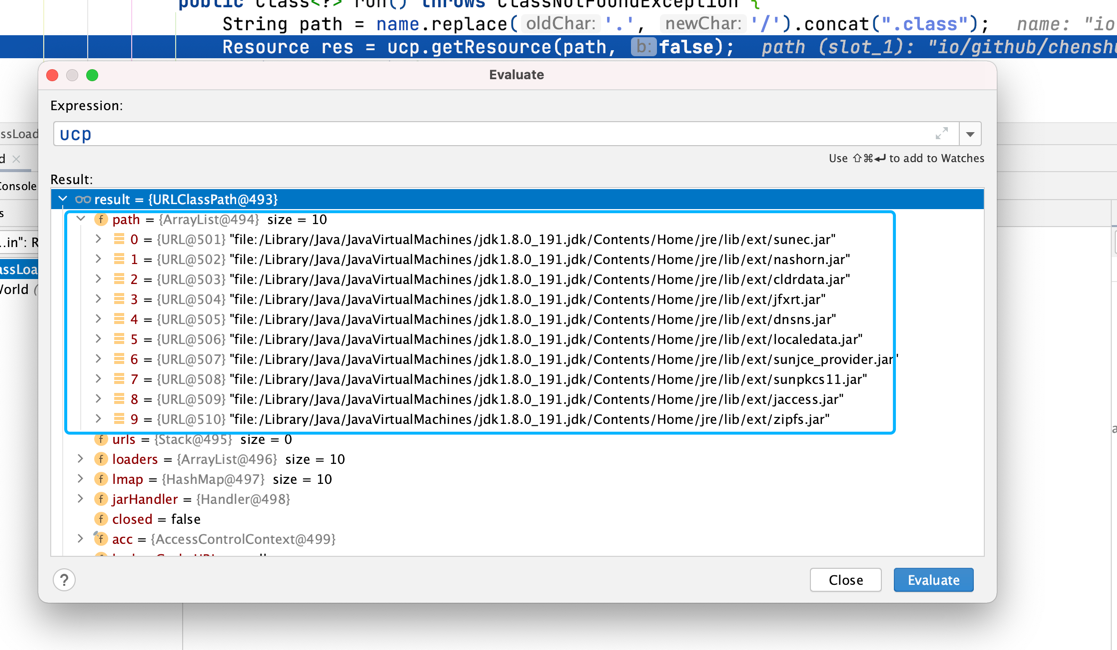 public Class<?> run() throws ClassNotFoundException {
String path = name.replace( oldChar: '.', newChar: '/').concat(".class"); name: "io
Resource res = ucp.getResource(path, b: false); path (slot_1): "io/github/chenshu
Evaluate
Expression:
ucp
Use ⇧⌘↵ to add to Watches
Result:
result = {URLClassPath@493}
path = {ArrayList@494} size = 10
0 = {URL@501} "file:/Library/Java/JavaVirtualMachines/jdk1.8.0_191.jdk/Contents/Home/jre/lib/ext/sunec.jar"
1 = {URL@502} "file:/Library/Java/JavaVirtualMachines/jdk1.8.0_191.jdk/Contents/Home/jre/lib/ext/nashorn.jar"
2 = {URL@503} "file:/Library/Java/JavaVirtualMachines/jdk1.8.0_191.jdk/Contents/Home/jre/lib/ext/cldrdata.jar"
3 = {URL@504} "file:/Library/Java/JavaVirtualMachines/jdk1.8.0_191.jdk/Contents/Home/jre/lib/ext/jfxrt.jar"
4 = {URL@505} "file:/Library/Java/JavaVirtualMachines/jdk1.8.0_191.jdk/Contents/Home/jre/lib/ext/dnsns.jar"
5 = {URL@506} "file:/Library/Java/JavaVirtualMachines/jdk1.8.0_191.jdk/Contents/Home/jre/lib/ext/localedata.jar"
6 = {URL@507} "file:/Library/Java/JavaVirtualMachines/jdk1.8.0_191.jdk/Contents/Home/jre/lib/ext/sunjce_provider.jar"
7 = {URL@508} "file:/Library/Java/JavaVirtualMachines/jdk1.8.0_191.jdk/Contents/Home/jre/lib/ext/sunpkcs11.jar"
8 = {URL@509} "file:/Library/Java/JavaVirtualMachines/jdk1.8.0_191.jdk/Contents/Home/jre/lib/ext/jaccess.jar"
9 = {URL@510} "file:/Library/Java/JavaVirtualMachines/jdk1.8.0_191.jdk/Contents/Home/jre/lib/ext/zipfs.jar"
urls = {Stack@495} size = 0
loaders = {ArrayList@496} size = 10
lmap = {HashMap@497} size = 10
jarHandler = {Handler@498}
closed = false
acc = {AccessControlContext@499}
? Close Evaluate
ssLoad
d ×
Console
s
..in": R
assLoa
World (